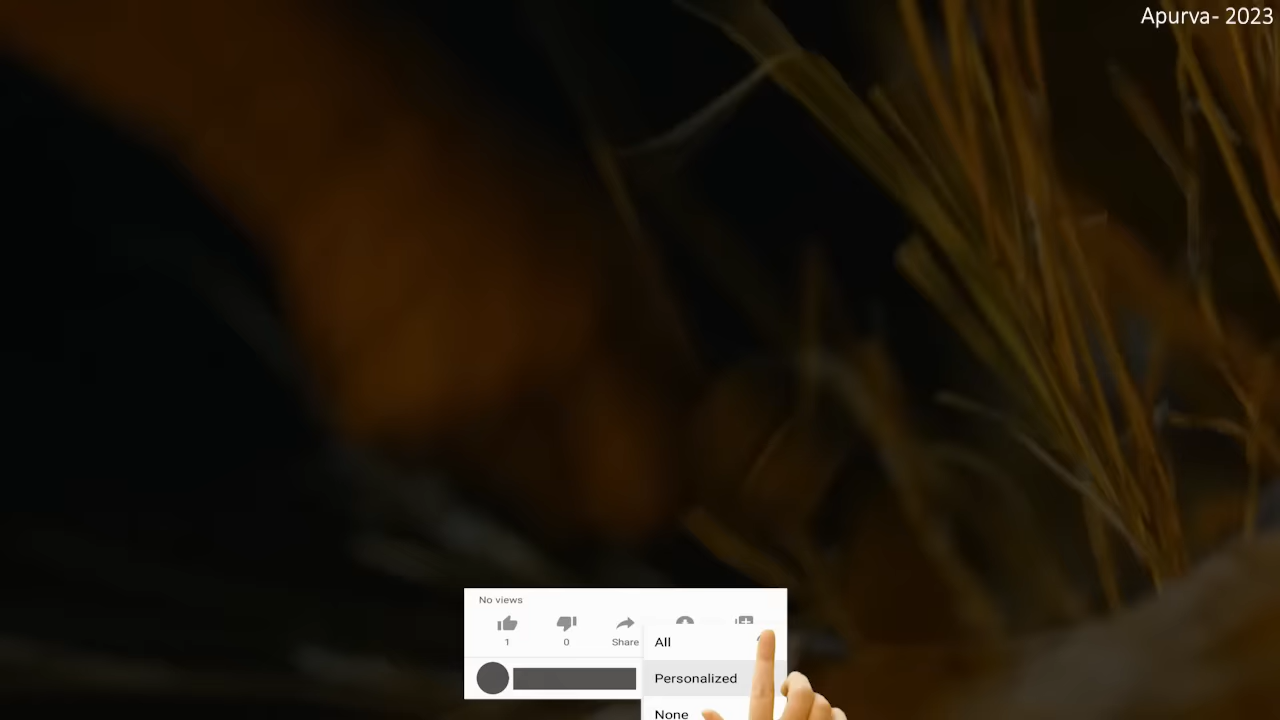 Apurva- 2023
No views
1
0
Share
All
Personalized
None